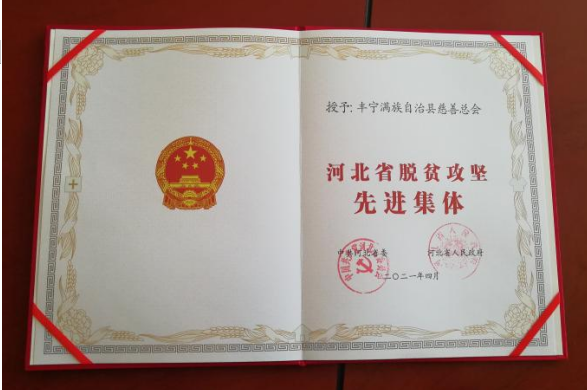 授予:丰宁满族自治县慈善总会
河北省脱贫攻坚
先进集体
中共河北省委 河北省人民政府
二〇二一年四月